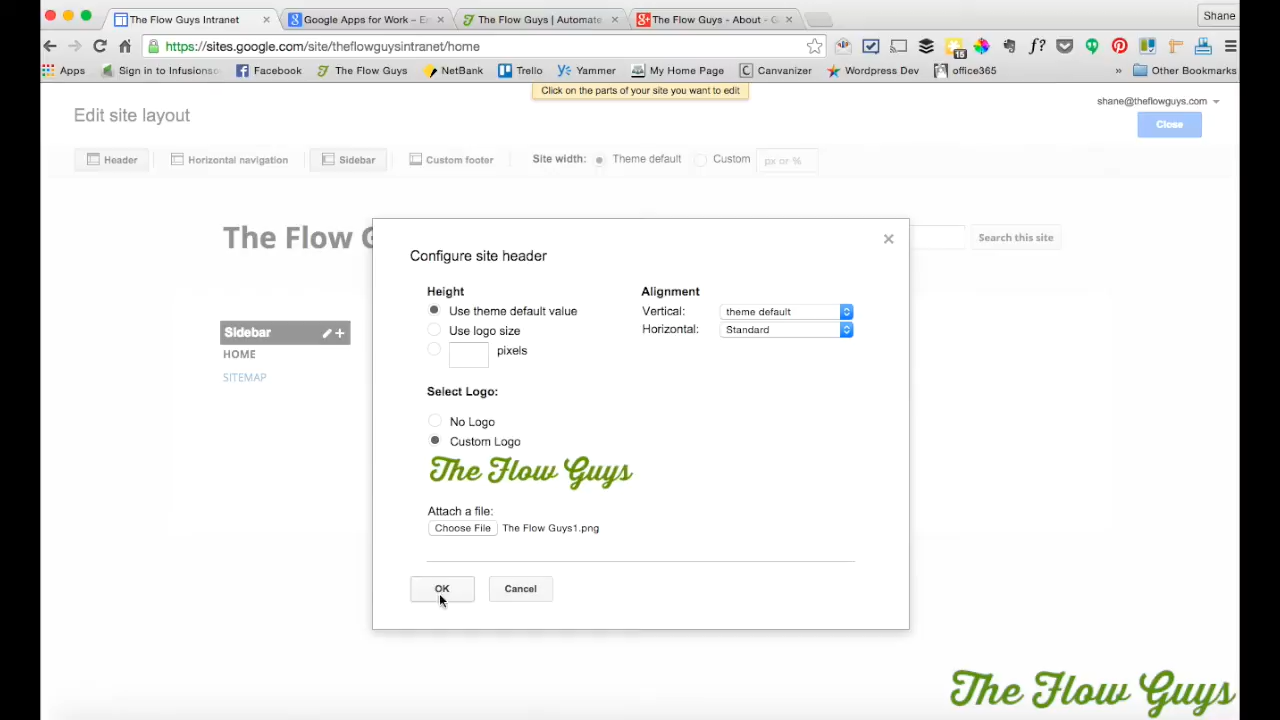 The Flow Guys Intranet
Google Apps for Work – E
The Flow Guys | Automate
The Flow Guys - About - G
Shane
https://sites.google.com/site/theflowguysintranet/home
15
f?
Apps
Sign in to Infusions
Facebook
The Flow Guys
NetBank
Trello
Yammer
My Home Page
Canvanizer
Wordpress Dev
office365
»
Other Bookmarks
Click on the parts of your site you want to edit
Edit site layout
shane@theflowguys.com
Close
Header
Horizontal navigation
Sidebar
Custom footer
Site width:
Theme default
Custom
px or %
The Flow G
Search this site
Configure site header
Height
Alignment
Use theme default value
Vertical:
theme default
Use logo size
Horizontal:
Standard
pixels
Sidebar
HOME
SITEMAP
Select Logo:
No Logo
Custom Logo
The Flow Guys
Attach a file:
Choose File
The Flow Guys1.png
OK
Cancel
The Flow Guys